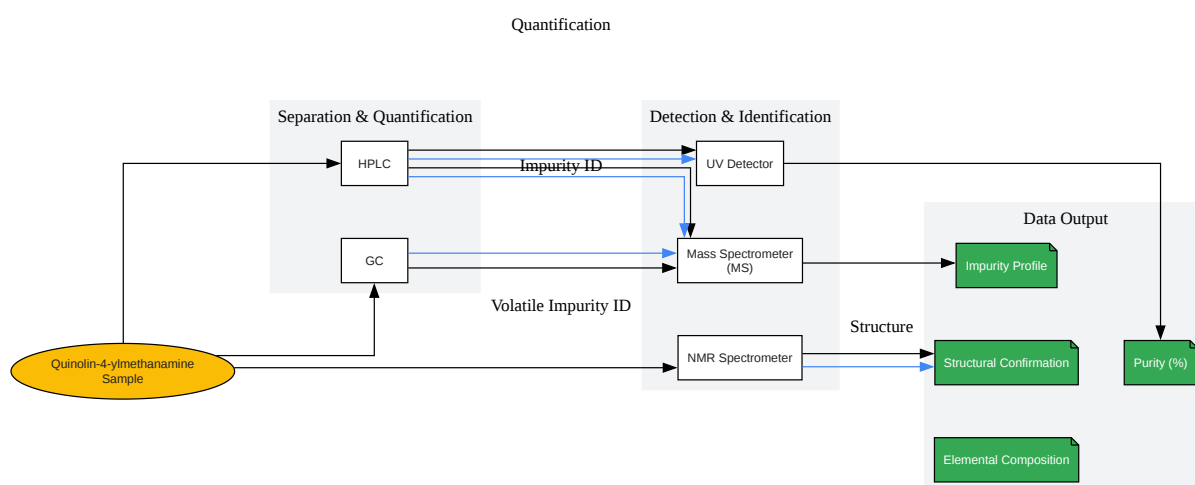 Quantification
Separation & Quantification
Detection & Identification
HPLC
Impurity ID
UV Detector
Data Output
GC
Mass Spectrometer
(MS)
Impurity Profile
Volatile Impurity ID
Structure
Quinolin-4-ylmethanamine
Sample
NMR Spectrometer
Structural Confirmation
Purity (%)
Elemental Composition